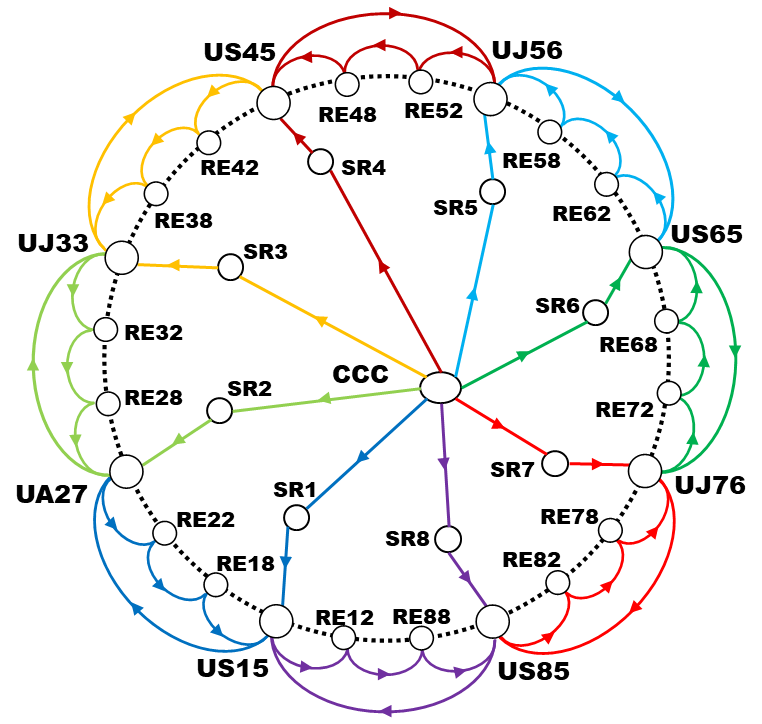 US45
UJ56
RE48
RE52
RE42
SR4
RE58
RE38
SR5
RE62
UJ33
SR3
US65
SR6
RE32
RE68
CCC
SR2
RE28
RE72
UA27
SR7
UJ76
SR1
RE22
RE78
SR8
RE18
RE82
RE12
RE88
US15
US85